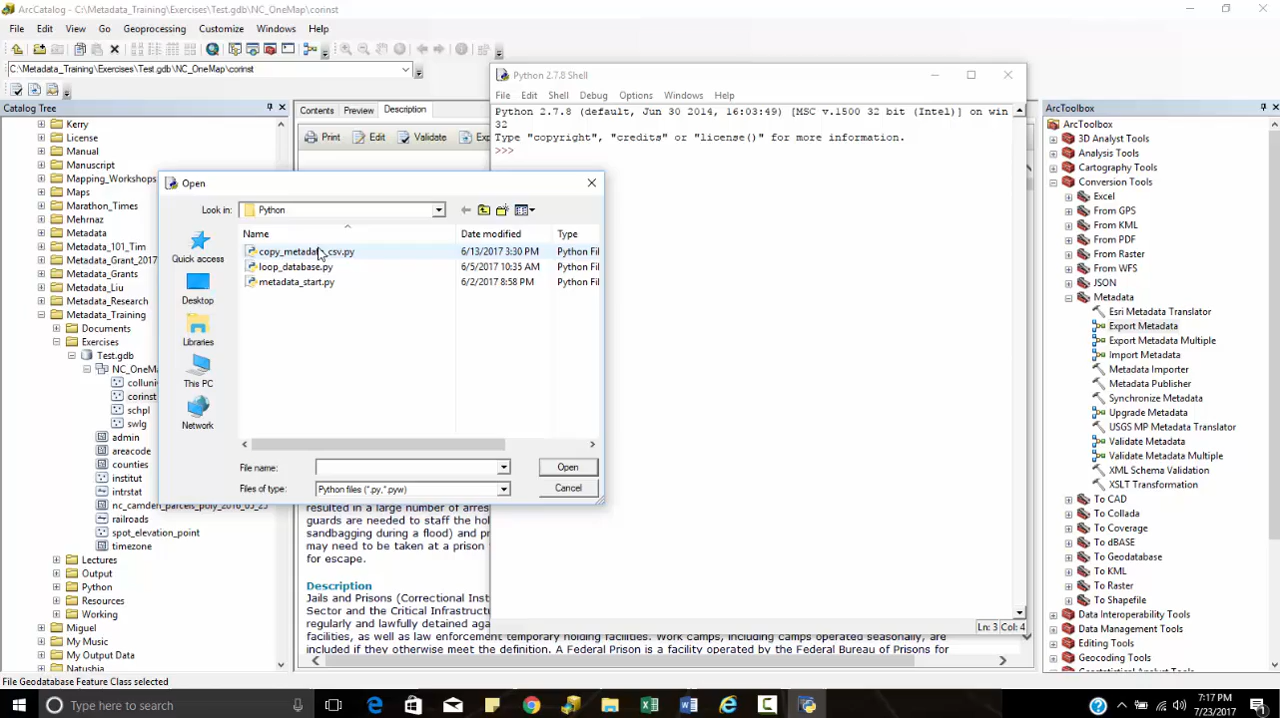 ArcCatalog - C:\Metadata_Training\Exercises\Test.gdb\NC_OneMap\corinst
File Edit View Go Geoprocessing Customize Windows Help
C:\Metadata_Training\Exercises\Test.gdb\NC_OneMap\corinst
Catalog Tree
Kerry
License
Manual
Manuscript
Mapping_Workshops
Maps
Marathon_Times
Mehrnaz
Metadata
Metadata_101_Tim
Metadata_Grant_2017
Metadata_Grants
Metadata_Liu
Metadata_Research
Metadata_Training
Documents
Exercises
Test.gdb
NC_OneMa
colluni
corinst
schpl
swlg
admin
areacode
counties
institut
intrstat
nc_camden_parcels_poly_2016_05_25
railroads
spot_elevation_point
timezone
Lectures
Output
Python
Resources
Working
Miguel
My Music
My Output Data
Natushia
Contents Preview Description
Print Edit Validate Exp
Python 2.7.8 Shell
File Edit Shell Debug Options Windows Help
Python 2.7.8 (default, Jun 30 2014, 16:03:49) [MSC v.1500 32 bit (Intel)] on win
32
Type "copyright", "credits" or "license()" for more information.
>>>
Ln: 3 Col: 4
Open
Look in: Python
Name Date modified Type
copy_metadata_csv.py 6/13/2017 3:30 PM Python Fil
loop_database.py 6/5/2017 10:35 AM Python Fil
metadata_start.py 6/2/2017 8:58 PM Python Fil
Quick access
Desktop
Libraries
This PC
Network
File name: Open
Files of type: Python files (*.py,*.pyw) Cancel
resulted in a large number of arres
guards are needed to staff the hol
sandbagging during a flood) and pr
may need to be taken at a prison
for escape.
Description
Jails and Prisons (Correctional Inst
Sector and the Critical Infrastructu
regularly and lawfully detained aga
facilities, as well as law enforcement temporary holding facilities. Work Camps, including camps operated seasonally, are
included if they otherwise meet the definition. A Federal Prison is a facility operated by the Federal Bureau of Prisons for
ArcToolbox
ArcToolbox
3D Analyst Tools
Analysis Tools
Cartography Tools
Conversion Tools
Excel
From GPS
From KML
From PDF
From Raster
From WFS
JSON
Metadata
Esri Metadata Translator
Export Metadata
Export Metadata Multiple
Import Metadata
Metadata Importer
Metadata Publisher
Synchronize Metadata
Upgrade Metadata
USGS MP Metadata Translator
Validate Metadata
Validate Metadata Multiple
XML Schema Validation
XSLT Transformation
To CAD
To Collada
To Coverage
To dBASE
To Geodatabase
To KML
To Raster
To Shapefile
Data Interoperability Tools
Data Management Tools
Editing Tools
Geocoding Tools
File Geodatabase Feature Class selected
Type here to search
7:17 PM
7/23/2017